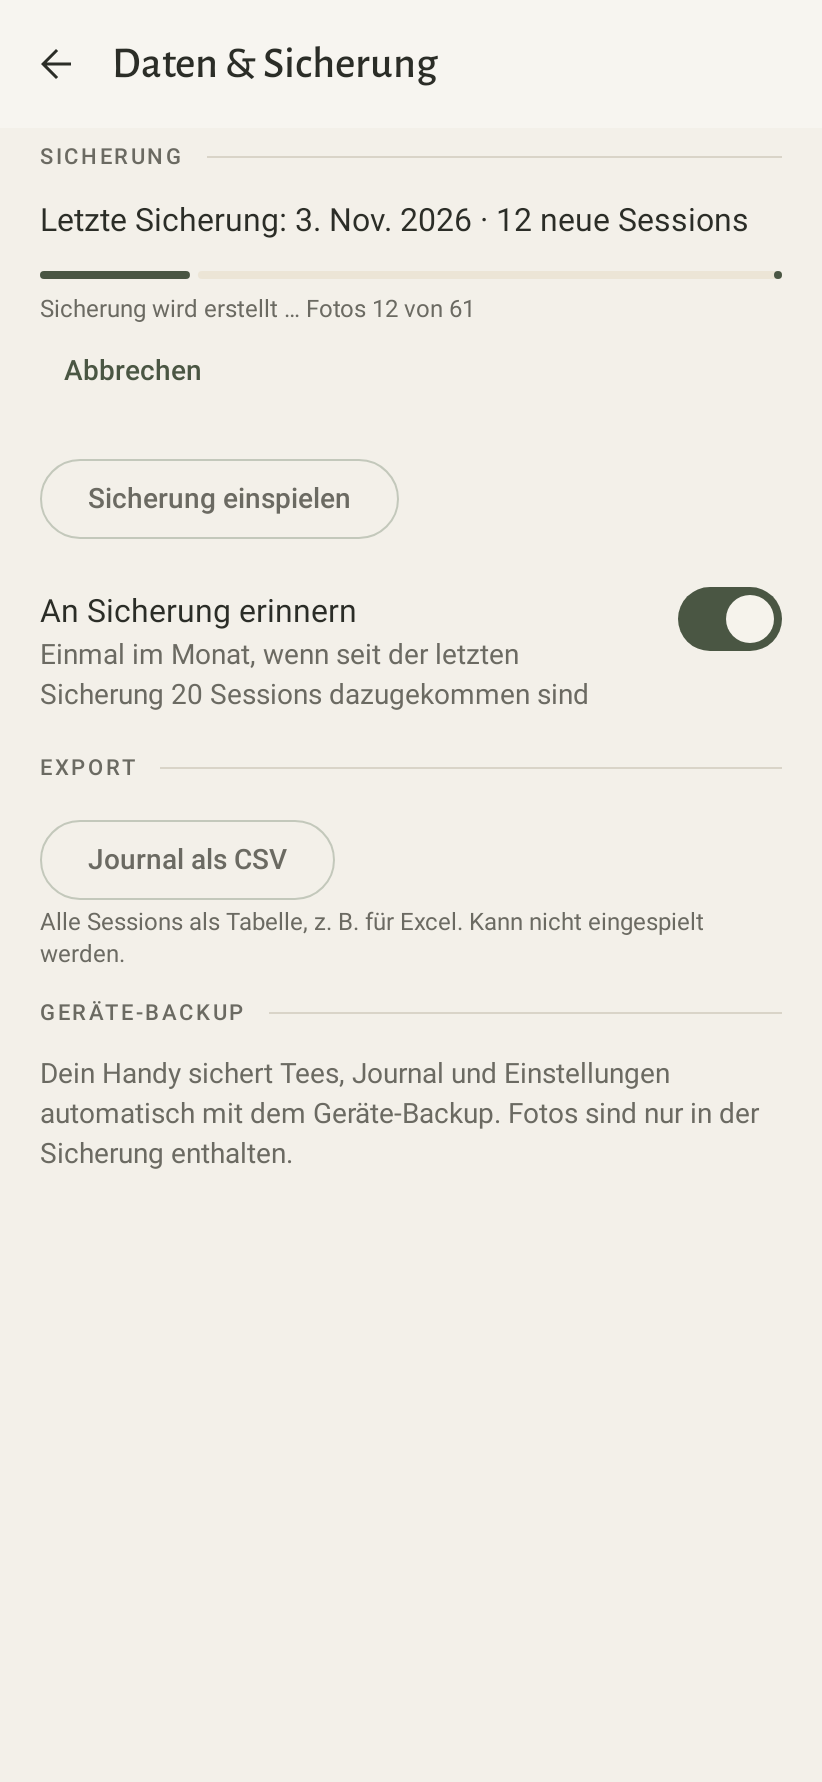 Daten & Sicherung
SICHERUNG
Letzte Sicherung: 3. Nov. 2026 · 12 neue Sessions
Sicherung wird erstellt … Fotos 12 von 61
Abbrechen
Sicherung einspielen
An Sicherung erinnern
Einmal im Monat, wenn seit der letzten
Sicherung 20 Sessions dazugekommen sind
EXPORT
Journal als CSV
Alle Sessions als Tabelle, z. B. für Excel. Kann nicht eingespielt
werden.
GERÄTE-BACKUP
Dein Handy sichert Tees, Journal und Einstellungen
automatisch mit dem Geräte-Backup. Fotos sind nur in der
Sicherung enthalten.